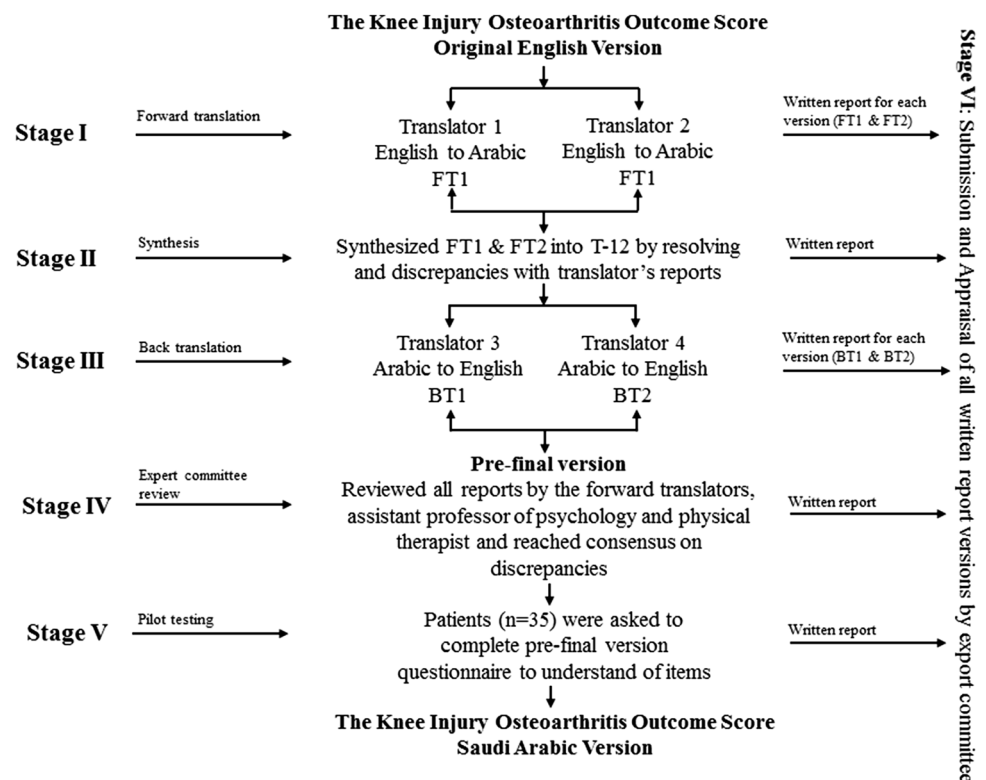 The Knee Injury Osteoarthritis Outcome Score
Original English Version
Stage I
Forward translation
Translator 1
English to Arabic
FT1
Translator 2
English to Arabic
FT1
Written report for each
version (FT1 & FT2)
Stage II
Synthesis
Synthesized FT1 & FT2 into T-12 by resolving
and discrepancies with translator's reports
Written report
Stage III
Back translation
Translator 3
Arabic to English
BT1
Translator 4
Arabic to English
BT2
Written report for each
version (BT1 & BT2)
Stage IV
Expert committee
review
Pre-final version
Reviewed all reports by the forward translators,
assistant professor of psychology and physical
therapist and reached consensus on
discrepancies
Written report
Stage V
Pilot testing
Patients (n=35) were asked to
complete pre-final version
questionnaire to understand of items
Written report
The Knee Injury Osteoarthritis Outcome Score
Saudi Arabic Version
Stage VI: Submission and Appraisal of all written report versions by export committee